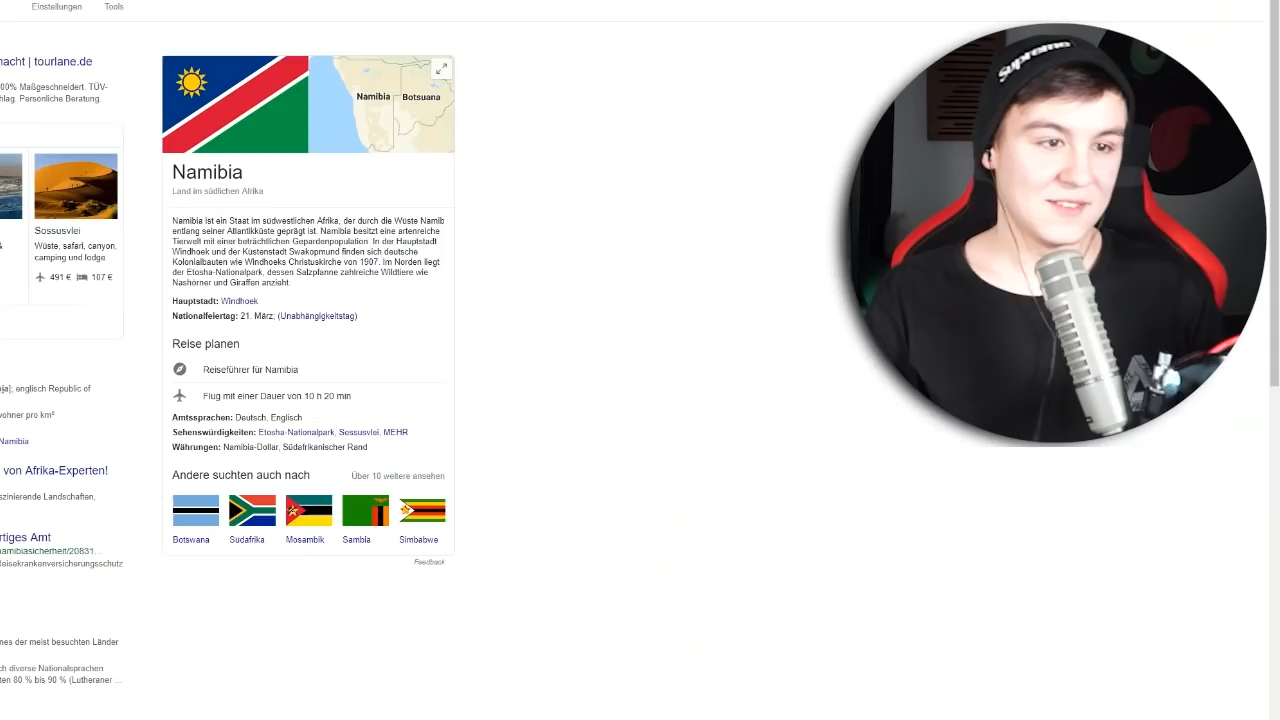 Einstellungen Tools
nacht | tourlane.de
100% Maßgeschneidert. TÜV-
hlag. Persönliche Beratung.
Sossusvlei
Wüste, safari, canyon,
camping und lodge
491 € 107 €
englisch Republic of
wohner pro km²
Namibia
von Afrika-Experten!
szinierende Landschaften,
rtiges Amt
namibiasicherheit/20831...
Reisekrankenversicherungsschutz
ines der meist besuchten Länder
ch diverse Nationalsprachen
ten 80 % bis 90 % (Lutheraner ...
Namibia Botsuana
Namibia
Land im südlichen Afrika
Namibia ist ein Staat im südwestlichen Afrika, der durch die Wüste Namib
entlang seiner Atlantikküste geprägt ist. Namibia besitzt eine artenreiche
Tierwelt mit einer beträchtlichen Gepardenpopulation. In der Hauptstadt
Windhoek und der Küstenstadt Swakopmund finden sich deutsche
Kolonialbauten wie Windhoeks Christuskirche von 1907. Im Norden liegt
der Etosha-Nationalpark, dessen Salzpfanne zahlreiche Wildtiere wie
Nashörner und Giraffen anzieht.
Hauptstadt: Windhoek
Nationalfeiertag: 21. März; (Unabhängigkeitstag)
Reise planen
Reiseführer für Namibia
Flug mit einer Dauer von 10 h 20 min
Amtssprachen: Deutsch, Englisch
Sehenswürdigkeiten: Etosha-Nationalpark, Sossusvlei, MEHR
Währungen: Namibia-Dollar, Südafrikanischer Rand
Andere suchten auch nach Über 10 weitere ansehen
Botswana Südafrika Mosambik Sambia Simbabwe
Feedback
Supreme